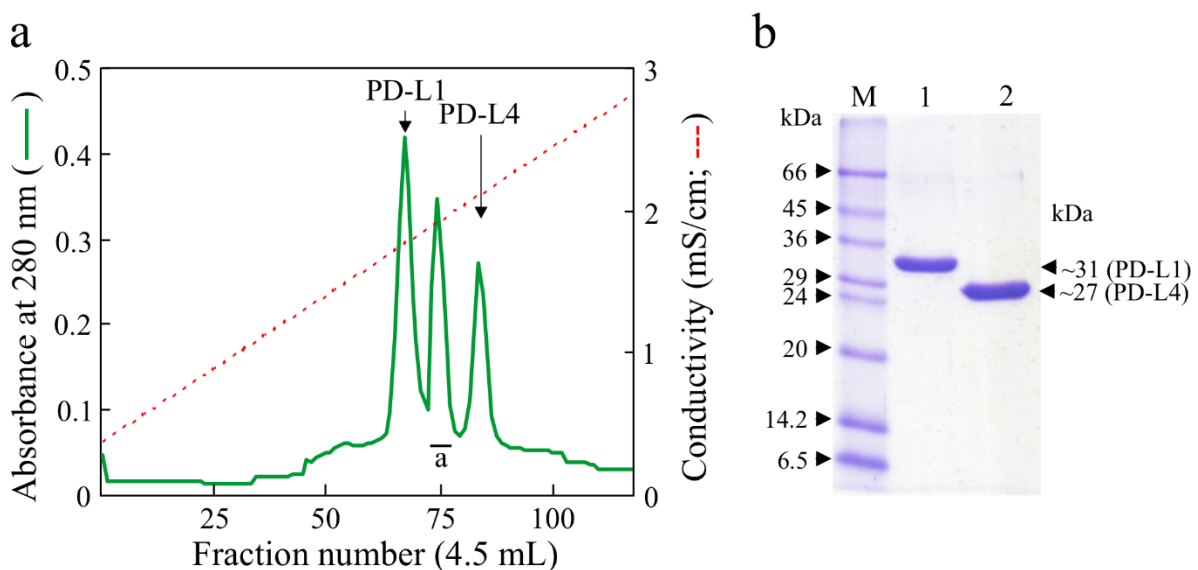 a
Absorbance at 280 nm ( — )
0.5
0.4
0.3
0.2
0.1
0
PD-L1
PD-L4
a
25
50
75
100
Fraction number (4.5 mL)
3
2
1
0
Conductivity (mS/cm; ---)
b
M 1 2
kDa
66
45
36
29
24
20
14.2
6.5
kDa
~31 (PD-L1)
~27 (PD-L4)